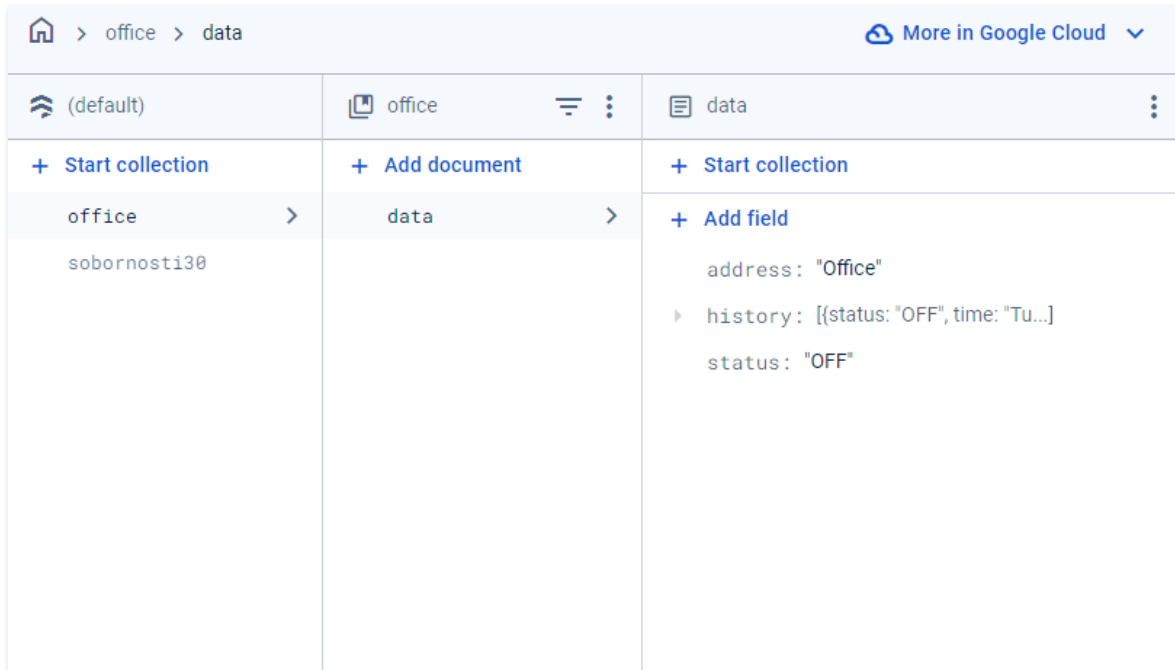 office > data
More in Google Cloud
(default)
office
data
+ Start collection
+ Add document
+ Start collection
office
data
+ Add field
sobornosti30
address: "Office"
history: [{status: "OFF", time: "Tu...]
status: "OFF"